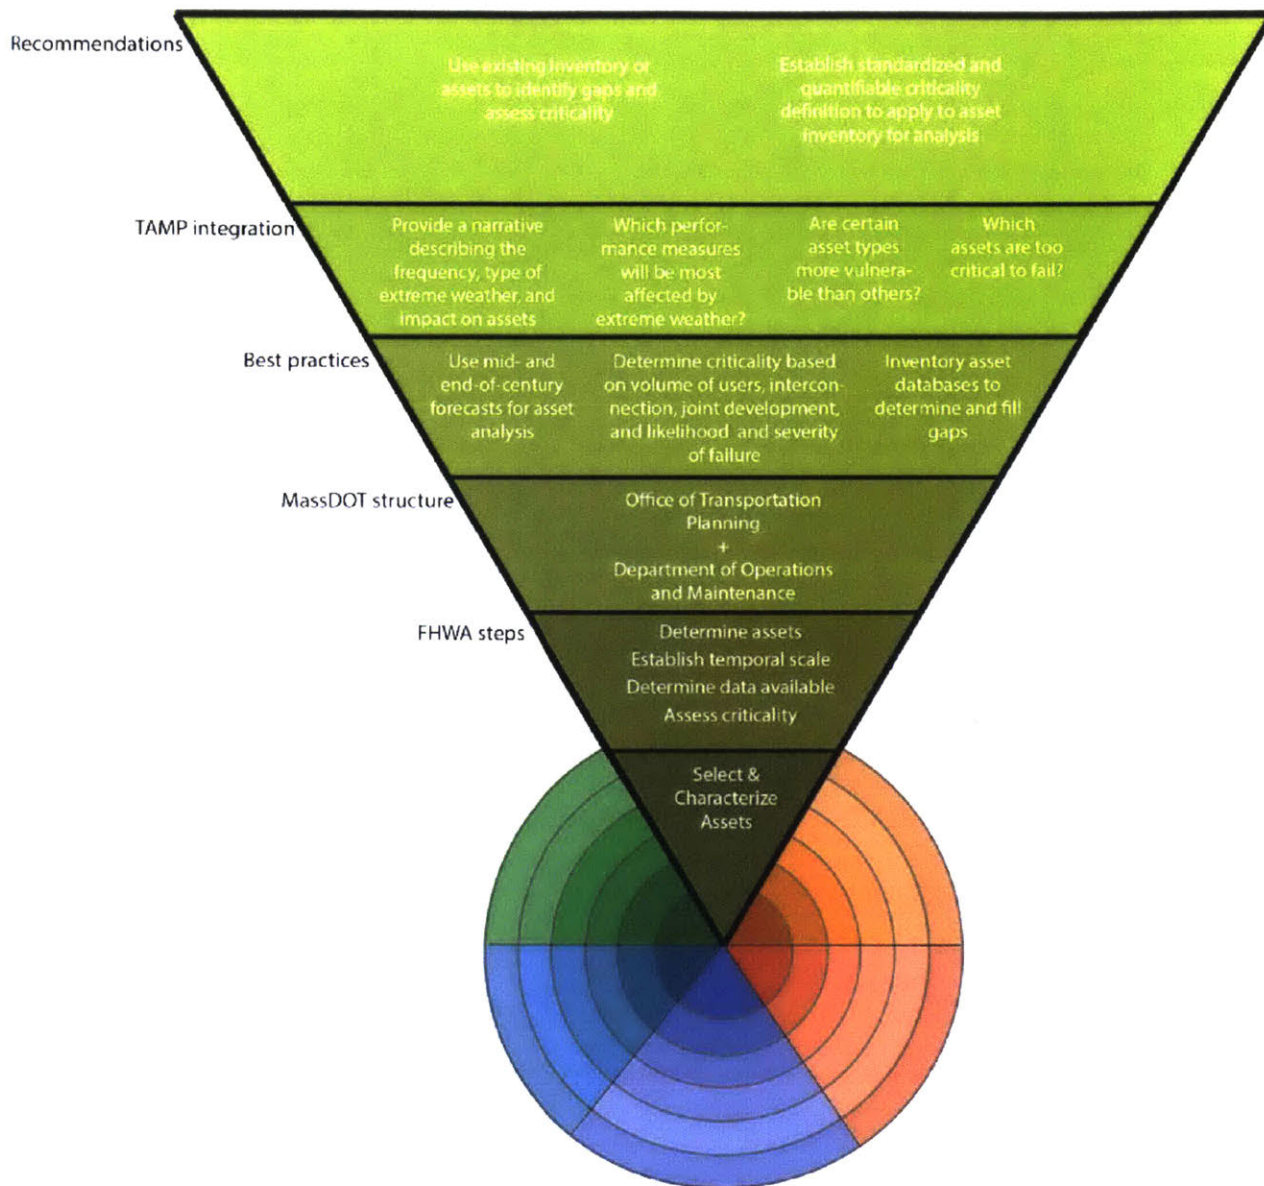 Recommendations
Use existing inventory or
assets to identify gaps and
assess criticality
Establish standardized and
quantifiable criticality
definition to apply to asset
inventory for analysis
TAMP integration
Provide a narrative
describing the
frequency, type of
extreme weather, and
impact on assets
Which perfor-
mance measures
will be most
affected by
extreme weather?
Are certain
asset types
more vulnera-
ble than others?
Which
assets are too
critical to fail?
Best practices
Use mid- and
end-of-century
forecasts for asset
analysis
Determine criticality based
on volume of users, intercon-
nection, joint development,
and likelihood and severity
of failure
Inventory asset
databases to
determine and fill
gaps
MassDOT structure
Office of Transportation
Planning
+
Department of Operations
and Maintenance
FHWA steps
Determine assets
Establish temporal scale
Determine data available
Assess criticality
Select &
Characterize
Assets